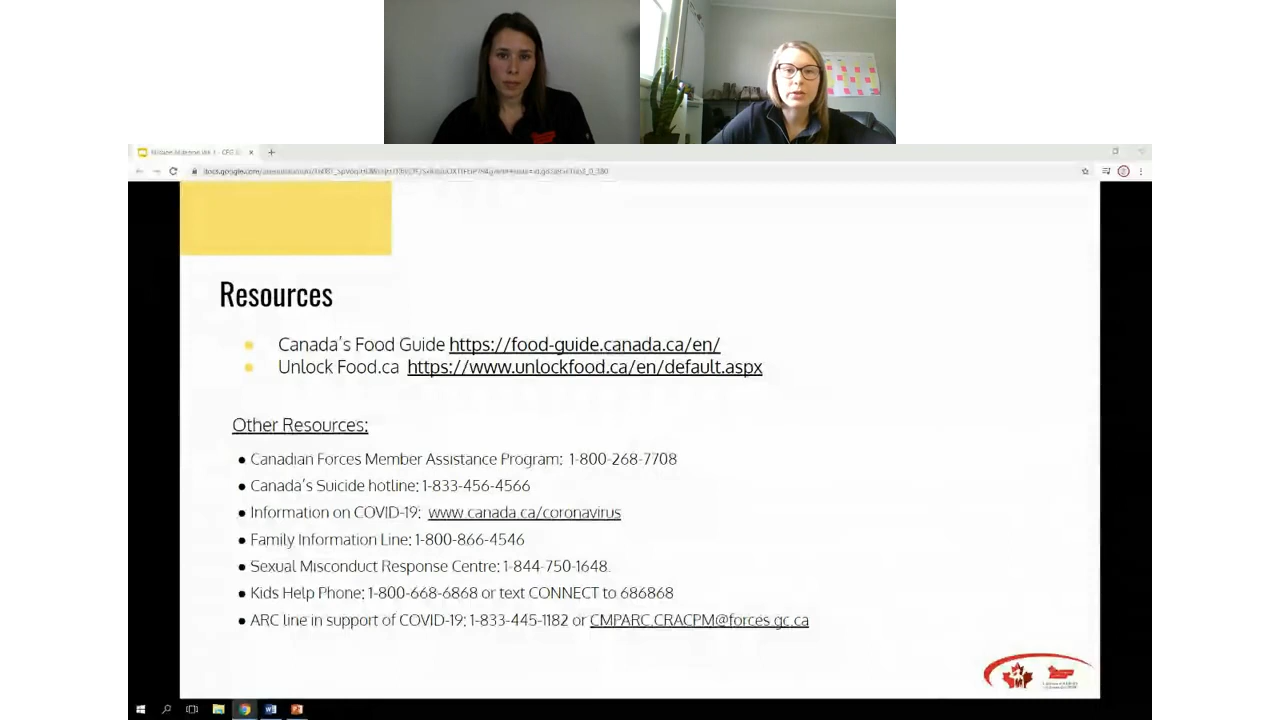 Resources
Canada's Food Guide https://food-guide.canada.ca/en/
Unlock Food.ca https://www.unlockfood.ca/en/default.aspx
Other Resources:
● Canadian Forces Member Assistance Program: 1-800-268-7708
● Canada's Suicide hotline: 1-833-456-4566
● Information on COVID-19: www.canada.ca/coronavirus
● Family Information Line: 1-800-866-4546
● Sexual Misconduct Response Centre: 1-844-750-1648.
● Kids Help Phone: 1-800-668-6868 or text CONNECT to 686868
● ARC line in support of COVID-19: 1-833-445-1182 or CMPARC.CRACPM@forces.gc.ca